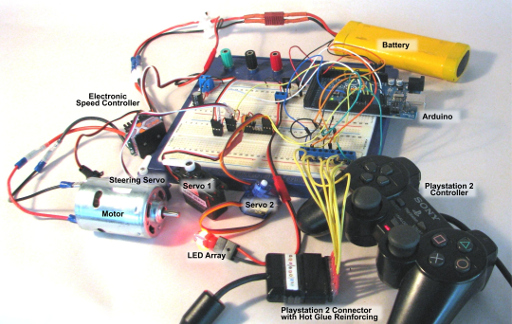 Battery
Electronic
Speed Controller
Arduino
Steering Servo
Servo 1
Playstation 2
Controller
Servo 2
SONY
Motor
LED Array
Playstation 2 Connector
with Hot Glue Reinforcing